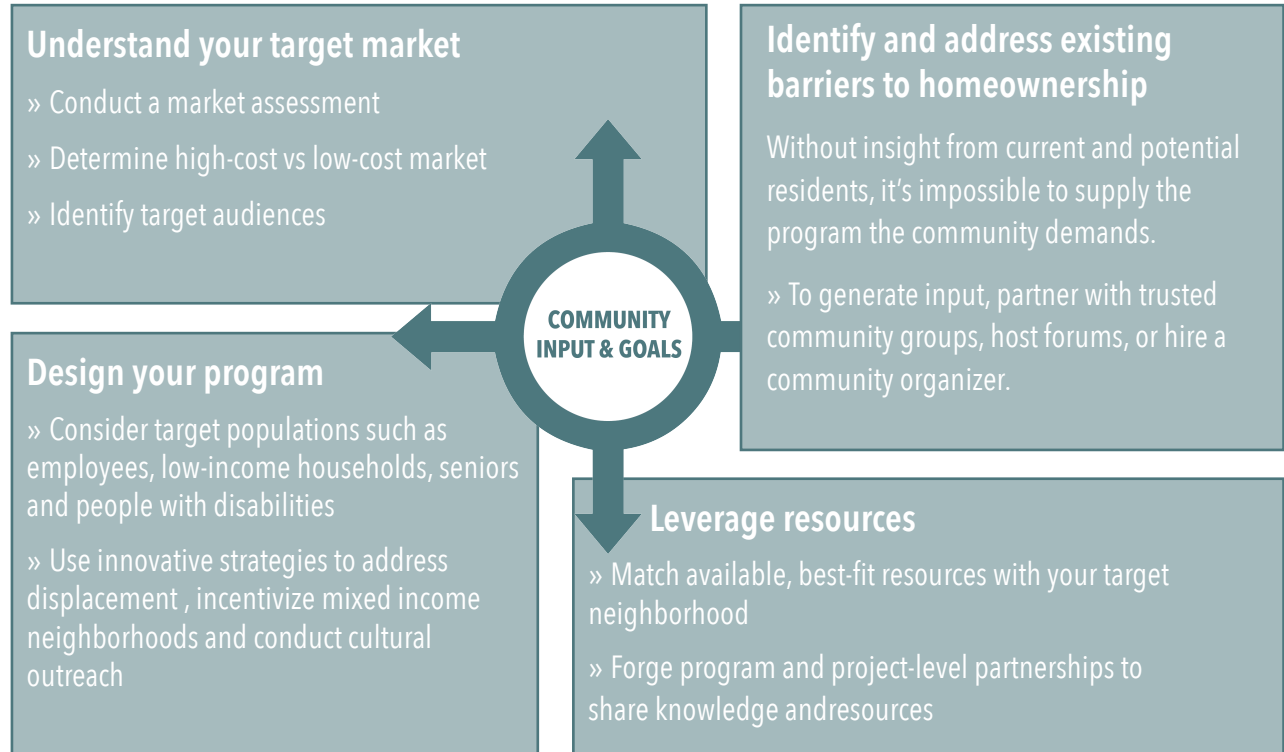 Understand your target market
» Conduct a market assessment
» Determine high-cost vs low-cost market
» Identify target audiences
Identify and address existing
barriers to homeownership
Without insight from current and potential
residents, it’s impossible to supply the
program the community demands.
» To generate input, partner with trusted
community groups, host forums, or hire a
community organizer.
COMMUNITY
INPUT & GOALS
Design your program
» Consider target populations such as
employees, low-income households, seniors
and people with disabilities
» Use innovative strategies to address
displacement , incentivize mixed income
neighborhoods and conduct cultural
outreach
Leverage resources
» Match available, best-fit resources with your target
neighborhood
» Forge program and project-level partnerships to
share knowledge andresources